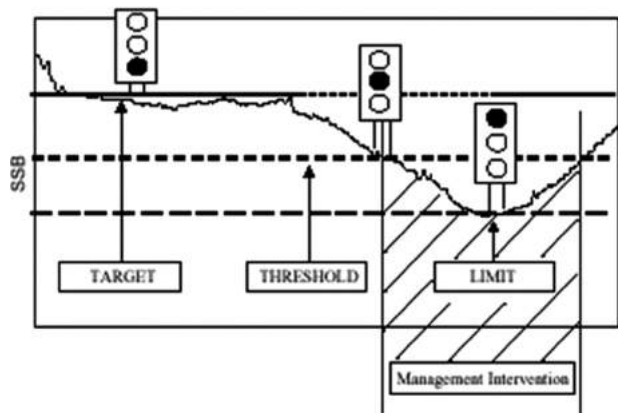 SSB
TARGET
THRESHOLD
LIMIT
Management Intervention